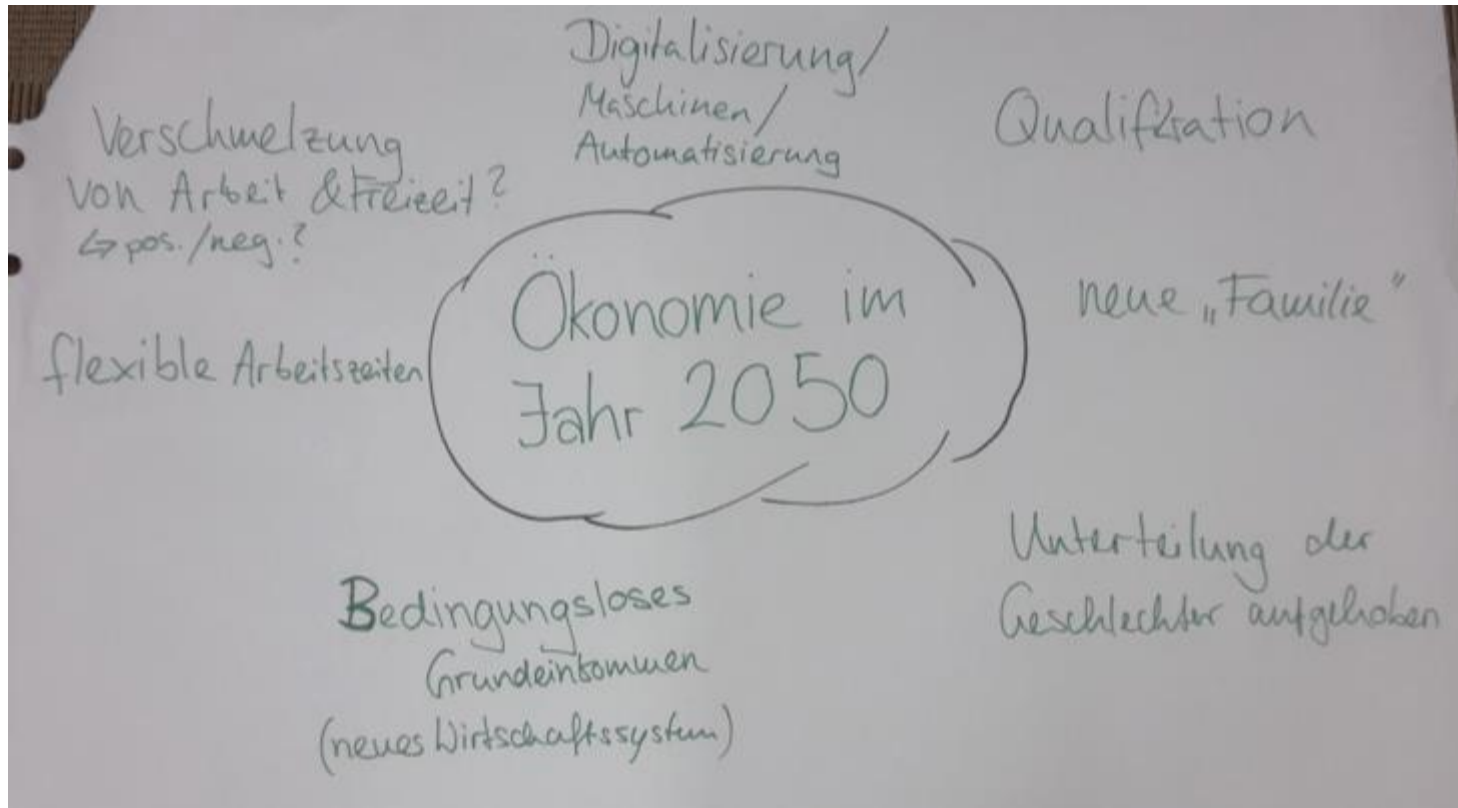 Digitalisierung/
Maschinen/
Automatisierung
Verschmelzung
von Arbeit & Freizeit?
↳ pos./neg.?
Qualifikation
flexible Arbeitszeiten
Ökonomie im
Jahr 2050
neue „Familie"
Unterteilung der
Geschlechter aufgehoben
Bedingungsloses
Grundeinkommen
(neues Wirtschaftssystem)